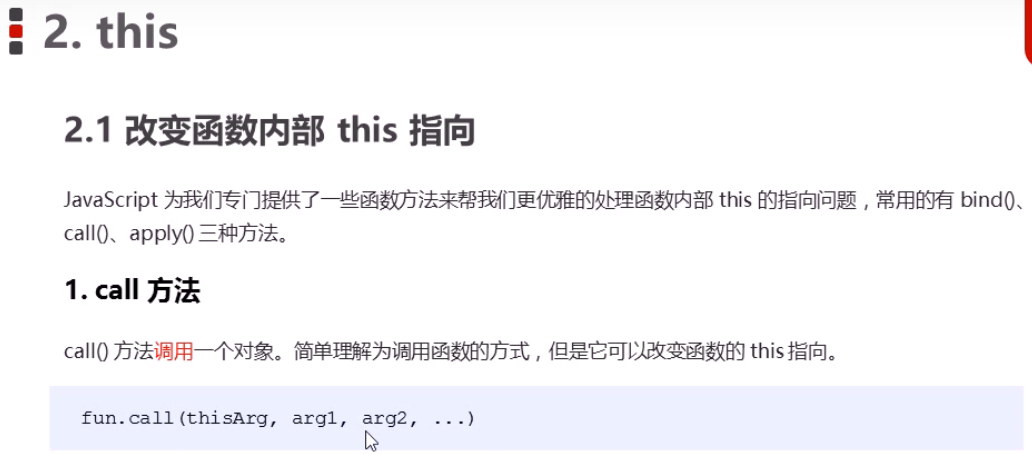 2. this
2.1 改变函数内部 this 指向
JavaScript 为我们专门提供了一些函数方法来帮我们更优雅的处理函数内部 this 的指向问题，常用的有 bind()、
call()、apply() 三种方法。
1. call 方法
call() 方法调用一个对象。简单理解为调用函数的方式，但是它可以改变函数的 this 指向。
fun.call(thisArg, arg1, arg2, ...)